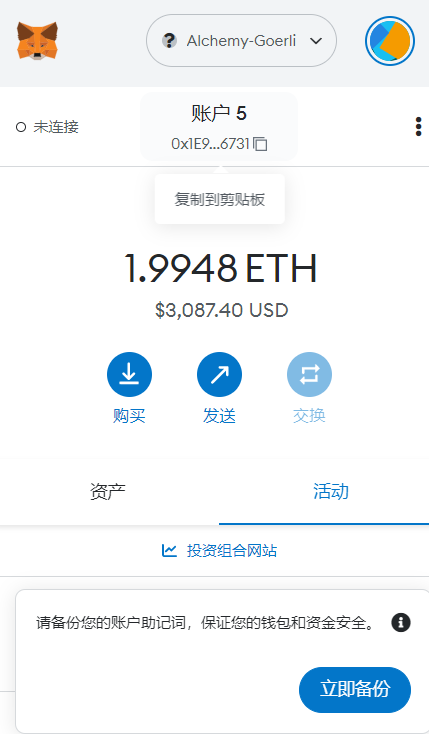 Alchemy-Goerli
未连接
账户 5
0x1E9...6731
复制到剪贴板
1.9948 ETH
$3,087.40 USD
购买
发送
交换
资产
活动
投资组合网站
请备份您的账户助记词，保证您的钱包和资金安全。
立即备份